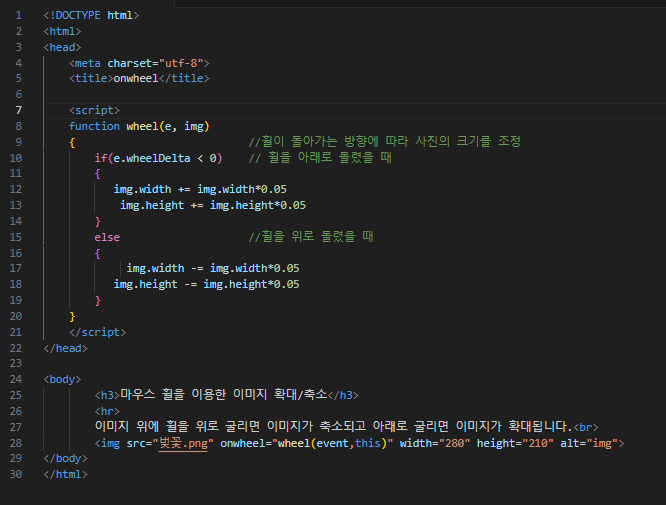 1 <!DOCTYPE html>
2 <html>
3 <head>
4 <meta charset="utf-8">
5 <title>onwheel</title>
6
7 <script>
8 function wheel(e, img)
9 { //휠이 돌아가는 방향에 따라 사진의 크기를 조정
10 if(e.wheelDelta < 0) // 휠을 아래로 돌렸을 때
11 {
12 img.width += img.width*0.05
13 img.height += img.height*0.05
14 }
15 else //휠을 위로 돌렸을 때
16 {
17 img.width -= img.width*0.05
18 img.height -= img.height*0.05
19 }
20 }
21 </script>
22 </head>
23
24 <body>
25 <h3>마우스 휠을 이용한 이미지 확대/축소</h3>
26 <hr>
27 이미지 위에 휠을 위로 굴리면 이미지가 축소되고 아래로 굴리면 이미지가 확대됩니다.<br>
28 <img src="벚꽃.png" onwheel="wheel(event,this)" width="280" height="210" alt="img">
29 </body>
30 </html>